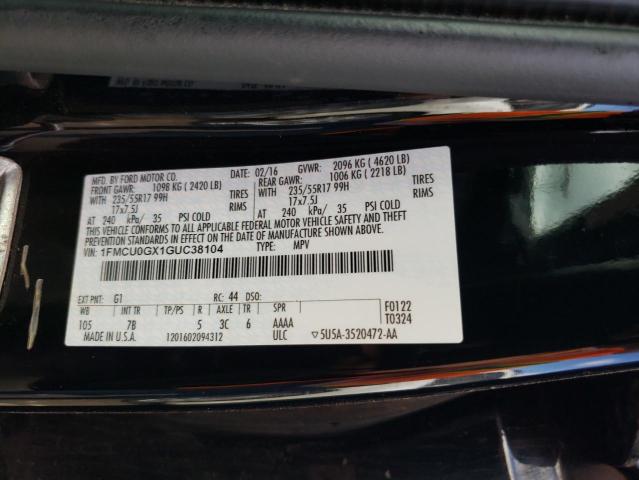 MFD. BY FORD MOTOR CO. DATE: 02/16 GVWR: 2096 KG ( 4620 LB)
FRONT GAWR: 1098 KG ( 2420 LB) REAR GAWR: 1006 KG ( 2218 LB)
WITH 235/55R17 99H TIRES WITH 235/55R17 99H TIRES
17x7.5J RIMS 17x7.5J RIMS
AT 240 kPa/ 35 PSI COLD AT 240 kPa/ 35 PSI COLD
THIS VEHICLE CONFORMS TO ALL APPLICABLE FEDERAL MOTOR VEHICLE SAFETY AND THEFT
PREVENTION STANDARDS IN EFFECT ON THE DATE OF MANUFACTURE SHOWN ABOVE.
VIN: 1FMCU0GX1GUC38104 TYPE: MPV
EXT PNT: G1 RC: 44 DSO: F0122
WB INT TR TP/PS R AXLE TR SPR T0324
105 7B 5 3C 6 AAAA
MADE IN U.S.A. 1201602094312 ULC 5U5A-3520472-AA